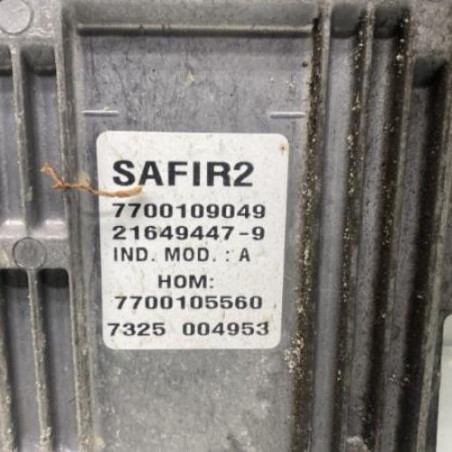 SAFIR2
7700109049
21649447-9
IND. MOD. : A
HOM:
7700105560
7325 004953